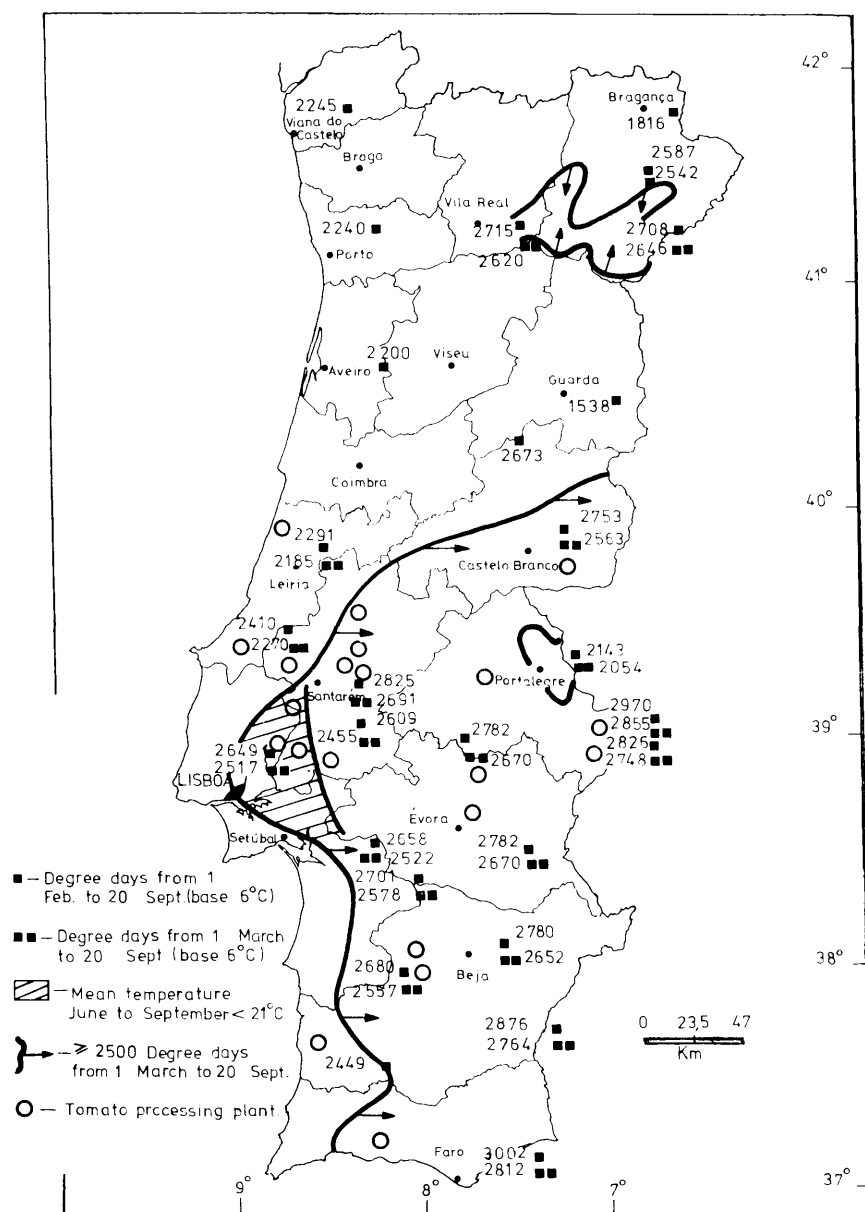 42°
Bragança
2245
1816
Viana do
Castelo
Braga
2587
2542
Vila Real
2240
2715
2708
Porto
2620
2646
41°
2200
Viseu
Aveiro
Guarda
1538
2673
Coimbra
40°
2753
2291
2563
2185
Castelo Branco
Leiria
2410
2270
2143
2825
Portalegre
2054
Santarém
2691
2609
2970
2855
39°
2455
2782
2826
2649
2670
2748
2517
LISBOA
Évora
Setúbal
2658
2782
2522
2670
2701
2578
■ – Degree days from 1
Feb. to 20 Sept.(base 6°C)
■■ – Degree days from 1 March
to 20 Sept (base 6°C)
2780
2652
38°
Beja
2680
2557
– Mean temperature
June to September < 21°C
2876
0 23,5 47
2764
Km
– ⩾ 2500 Degree days
from 1 March to 20 Sept.
2449
O – Tomato prccessing plant.
Faro
3002
2812
37°
9°
8°
7°